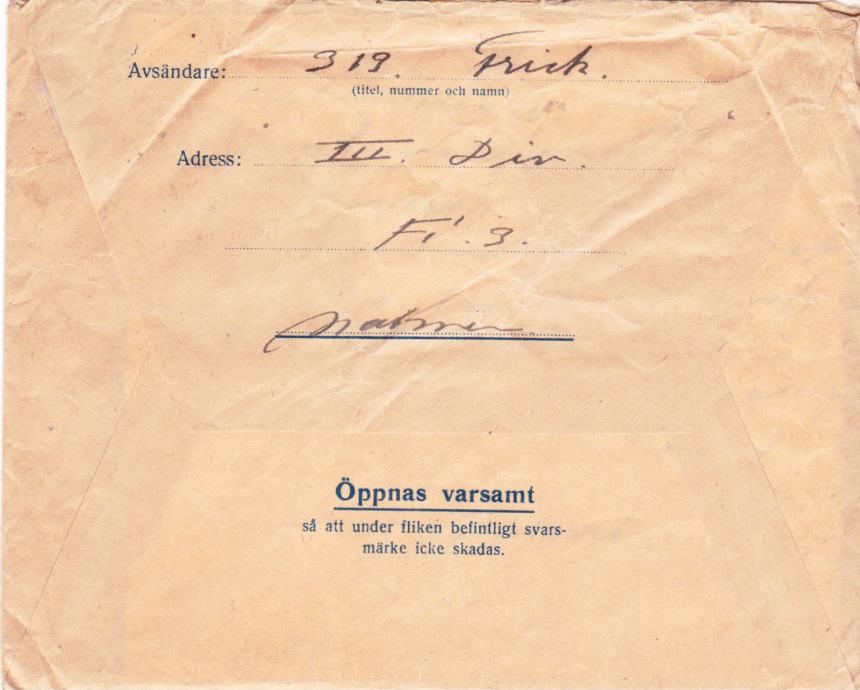 Avsändare: 319. Frick.
(titel, nummer och namn)
Adress: III. Div.
Fl. 3.
Malmen
Öppnas varsamt
så att under fliken befintligt svars-
märke icke skadas.